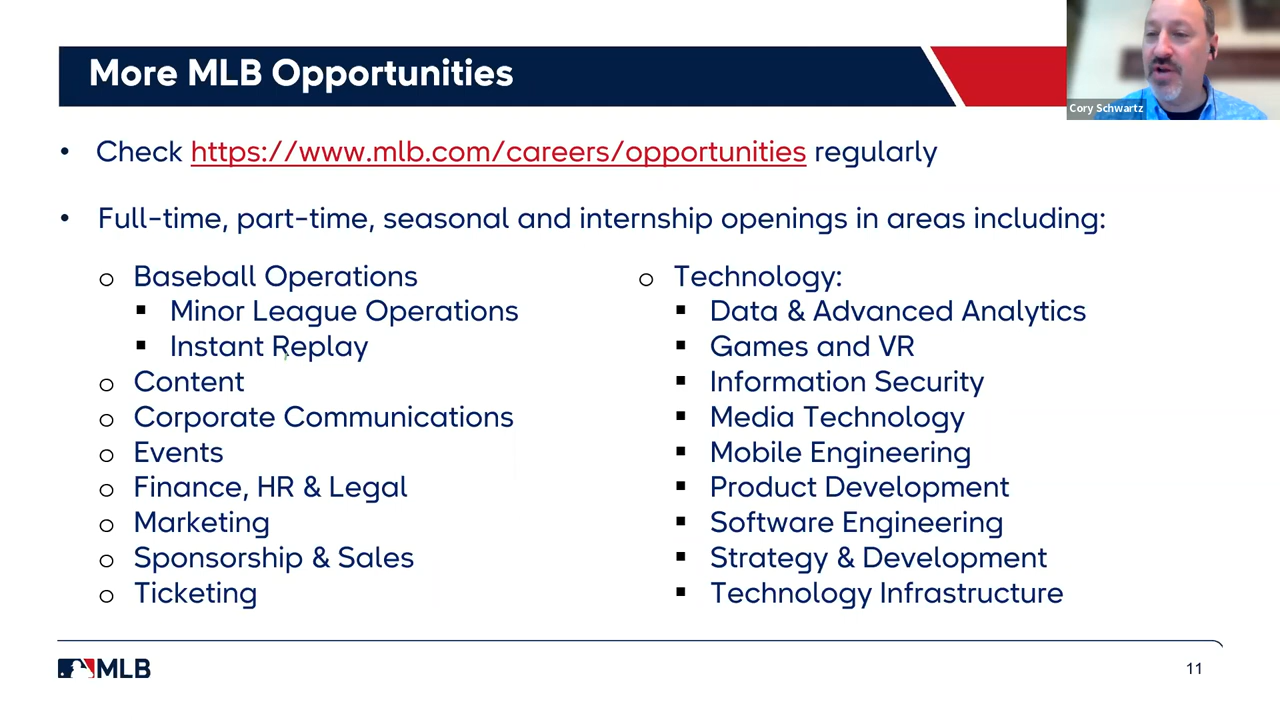 More MLB Opportunities
Cory Schwartz
• Check https://www.mlb.com/careers/opportunities regularly
• Full-time, part-time, seasonal and internship openings in areas including:
o Baseball Operations
▪ Minor League Operations
▪ Instant Replay
o Content
o Corporate Communications
o Events
o Finance, HR & Legal
o Marketing
o Sponsorship & Sales
o Ticketing
o Technology:
▪ Data & Advanced Analytics
▪ Games and VR
▪ Information Security
▪ Media Technology
▪ Mobile Engineering
▪ Product Development
▪ Software Engineering
▪ Strategy & Development
▪ Technology Infrastructure
MLB
11